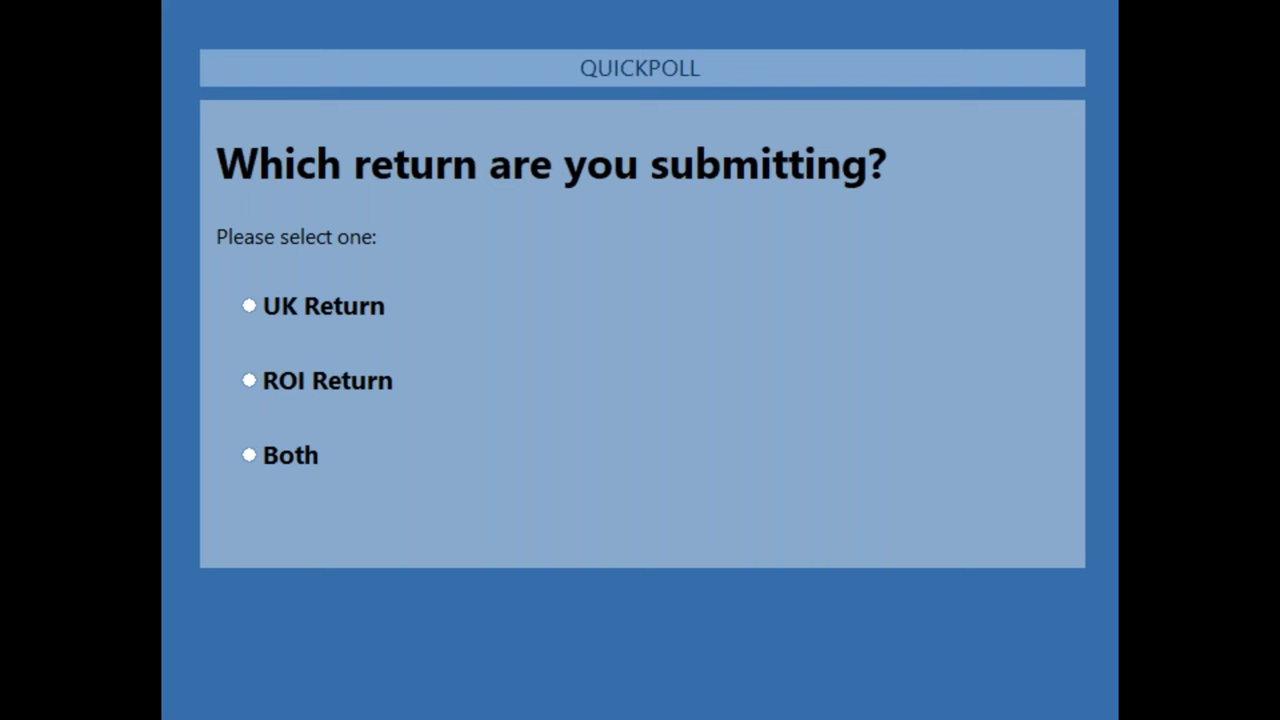 QUICKPOLL
Which return are you submitting?
Please select one:
UK Return
ROI Return
Both